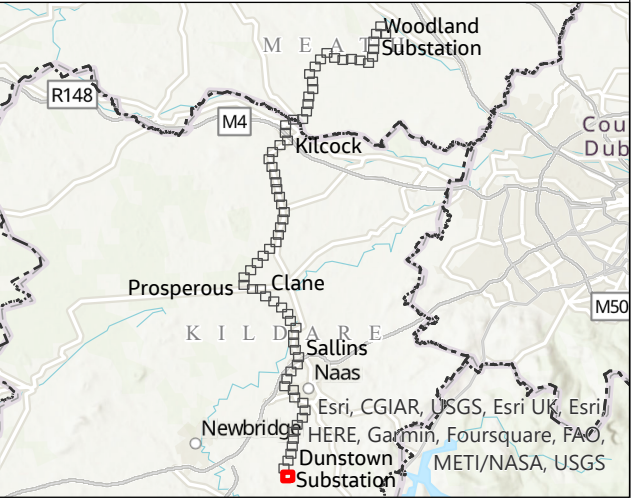 Woodland
Substation
M E A T H
R148
M4
Cou
Dub
Kilcock
Prosperous
Clane
M50
K I L D A R E
Sallins
Naas
Esri, CGIAR, USGS, Esri UK, Esri,
Newbridge
HERE, Garmin, Foursquare, FAO,
METI/NASA, USGS
Dunstown
Substation